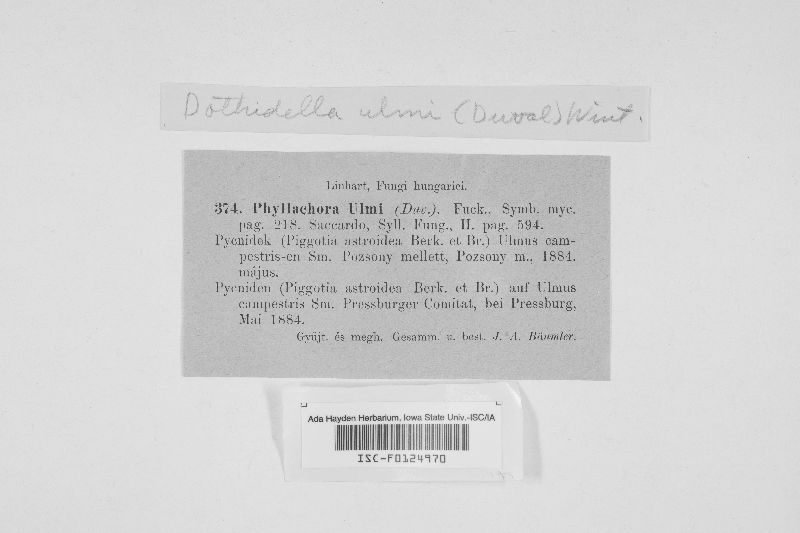 Dothidella ulmi (Duval) Wint.
Linhart, Fungi hungarici.
374. Phyllachora Ulmi (Duv.). Fuck., Symb. myc.
pag. 218. Saccardo, Syll. Fung., II. pag. 594.
Pycnidek (Piggotia astroidea Berk. et Br.) Ulmus cam-
pestris-en Sm. Pozsony mellett, Pozsony m., 1884.
május.
Pycniden (Piggotia astroidea Berk. et Br.) auf Ulmus
campestris Sm. Pressburger Comitat, bei Pressburg,
Mai 1884.
Gyüjt. és megh. Gesamm. u. best. J. A. Bäumler.
Ada Hayden Herbarium, Iowa State Univ.-ISC/IA
ISC-F0124970